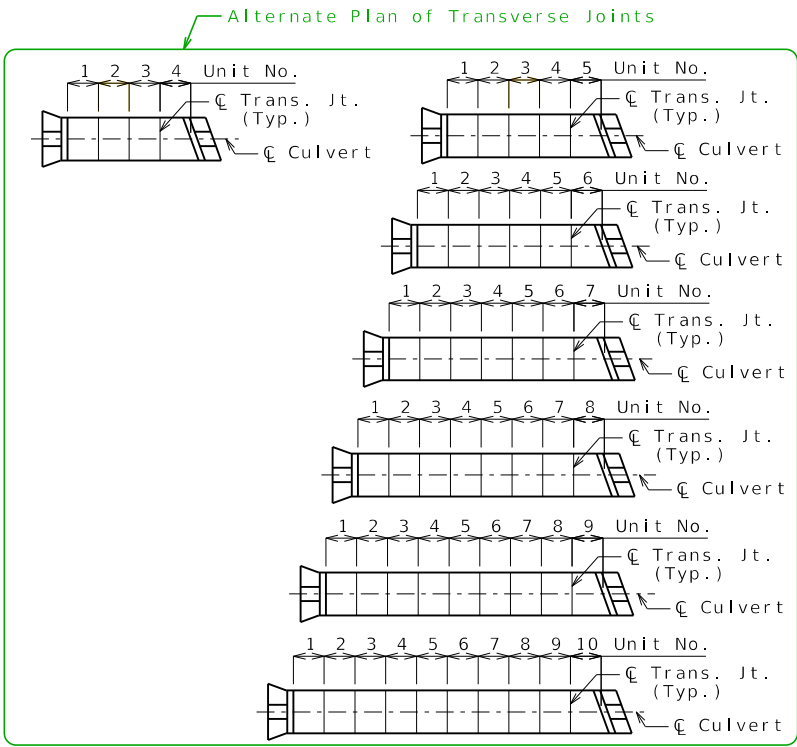 Alternate Plan of Transverse Joints
1 2 3 4 Unit No.
℄ Trans. Jt.
(Typ.)
℄ Culvert
1 2 3 4 5 Unit No.
℄ Trans. Jt.
(Typ.)
℄ Culvert
1 2 3 4 5 6 Unit No.
℄ Trans. Jt.
(Typ.)
℄ Culvert
1 2 3 4 5 6 7 Unit No.
℄ Trans. Jt.
(Typ.)
℄ Culvert
1 2 3 4 5 6 7 8 Unit No.
℄ Trans. Jt.
(Typ.)
℄ Culvert
1 2 3 4 5 6 7 8 9 Unit No.
℄ Trans. Jt.
(Typ.)
℄ Culvert
1 2 3 4 5 6 7 8 9 10 Unit No.
℄ Trans. Jt.
(Typ.)
℄ Culvert